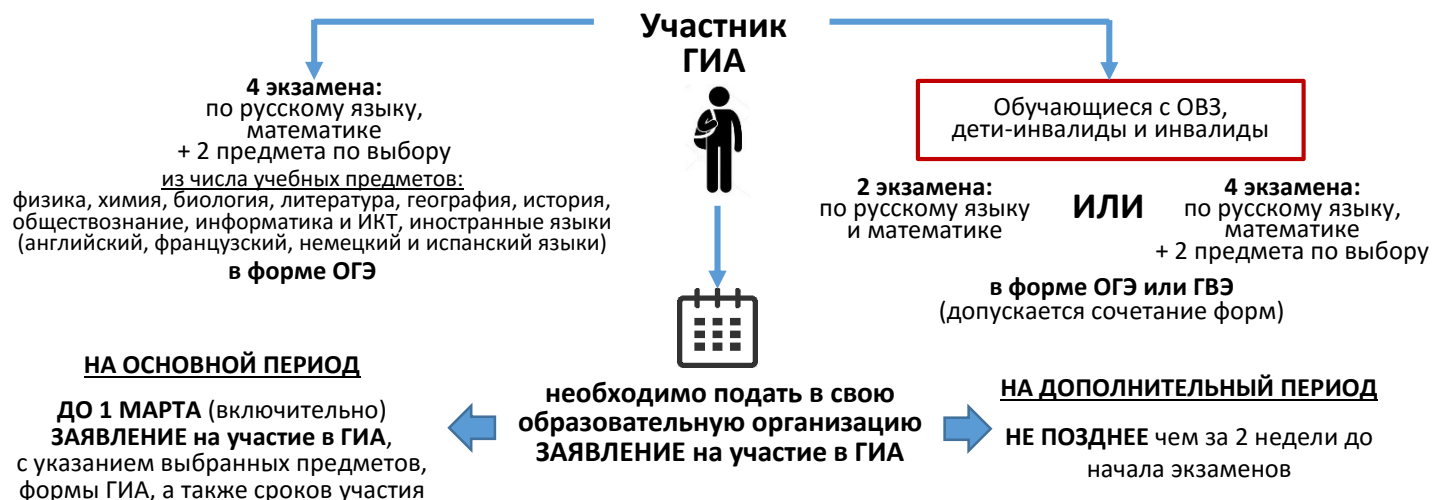 Участник
ГИА
4 экзамена:
по русскому языку,
математике
+ 2 предмета по выбору
из числа учебных предметов:
физика, химия, биология, литература, география, история,
обществознание, информатика и ИКТ, иностранные языки
(английский, французский, немецкий и испанский языки)
в форме ОГЭ
Обучающиеся с ОВЗ,
дети-инвалиды и инвалиды
2 экзамена:
по русскому языку
и математике
ИЛИ
4 экзамена:
по русскому языку,
математике
+ 2 предмета по выбору
в форме ОГЭ или ГВЭ
(допускается сочетание форм)
необходимо подать в свою
образовательную организацию
ЗАЯВЛЕНИЕ на участие в ГИА
НА ОСНОВНОЙ ПЕРИОД
ДО 1 МАРТА (включительно)
ЗАЯВЛЕНИЕ на участие в ГИА,
с указанием выбранных предметов,
формы ГИА, а также сроков участия
НА ДОПОЛНИТЕЛЬНЫЙ ПЕРИОД
НЕ ПОЗДНЕЕ чем за 2 недели до
начала экзаменов